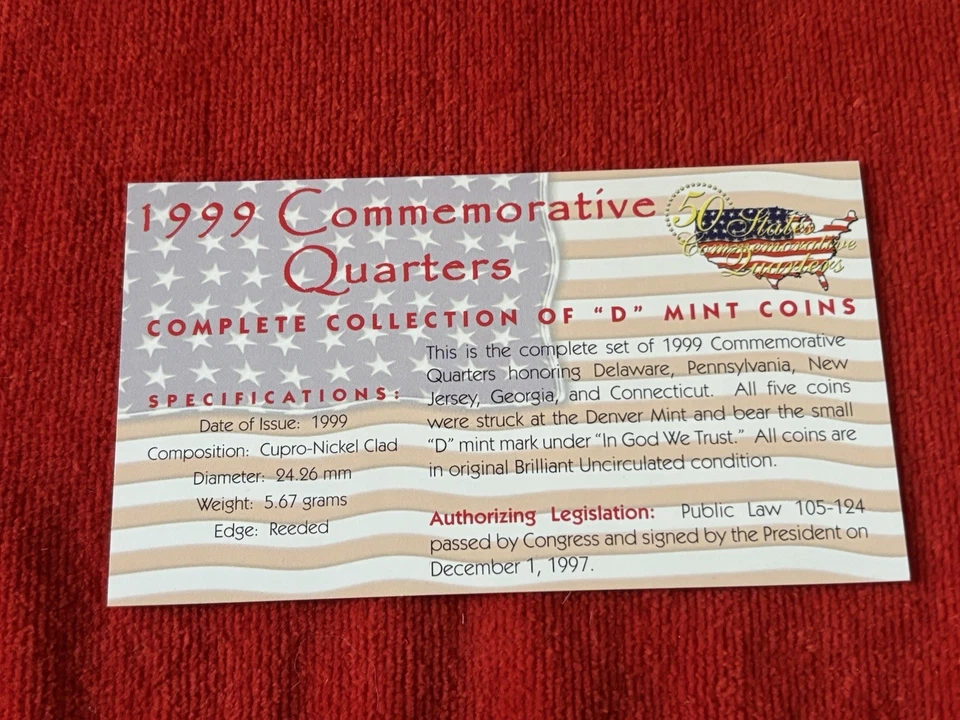 1999 Commemorative
Quarters
50 States
Commemorative
Quarters
COMPLETE COLLECTION OF "D" MINT COINS
SPECIFICATIONS:
Date of Issue: 1999
Composition: Cupro-Nickel Clad
Diameter: 24.26 mm
Weight: 5.67 grams
Edge: Reeded
This is the complete set of 1999 Commemorative
Quarters honoring Delaware, Pennsylvania, New
Jersey, Georgia, and Connecticut. All five coins
were struck at the Denver Mint and bear the small
"D" mint mark under "In God We Trust." All coins are
in original Brilliant Uncirculated condition.
Authorizing Legislation: Public Law 105-124
passed by Congress and signed by the President on
December 1, 1997.